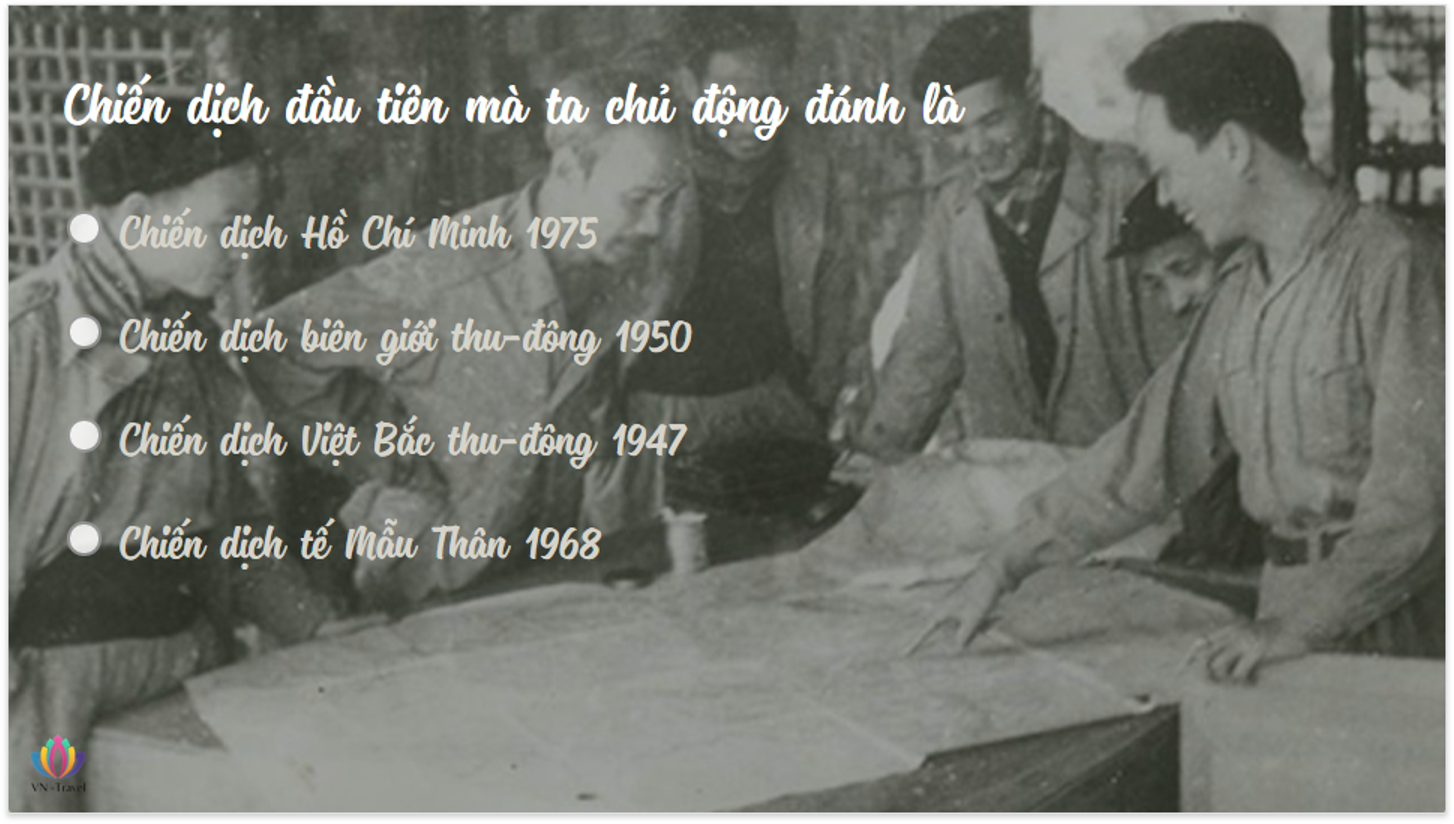 Chiến dịch đầu tiên mà ta chủ động đánh là
Chiến dịch Hồ Chí Minh 1975
Chiến dịch biên giới thu-đông 1950
Chiến dịch Việt Bắc thu-đông 1947
Chiến dịch tế Mẫu Thân 1968
VN-Travel